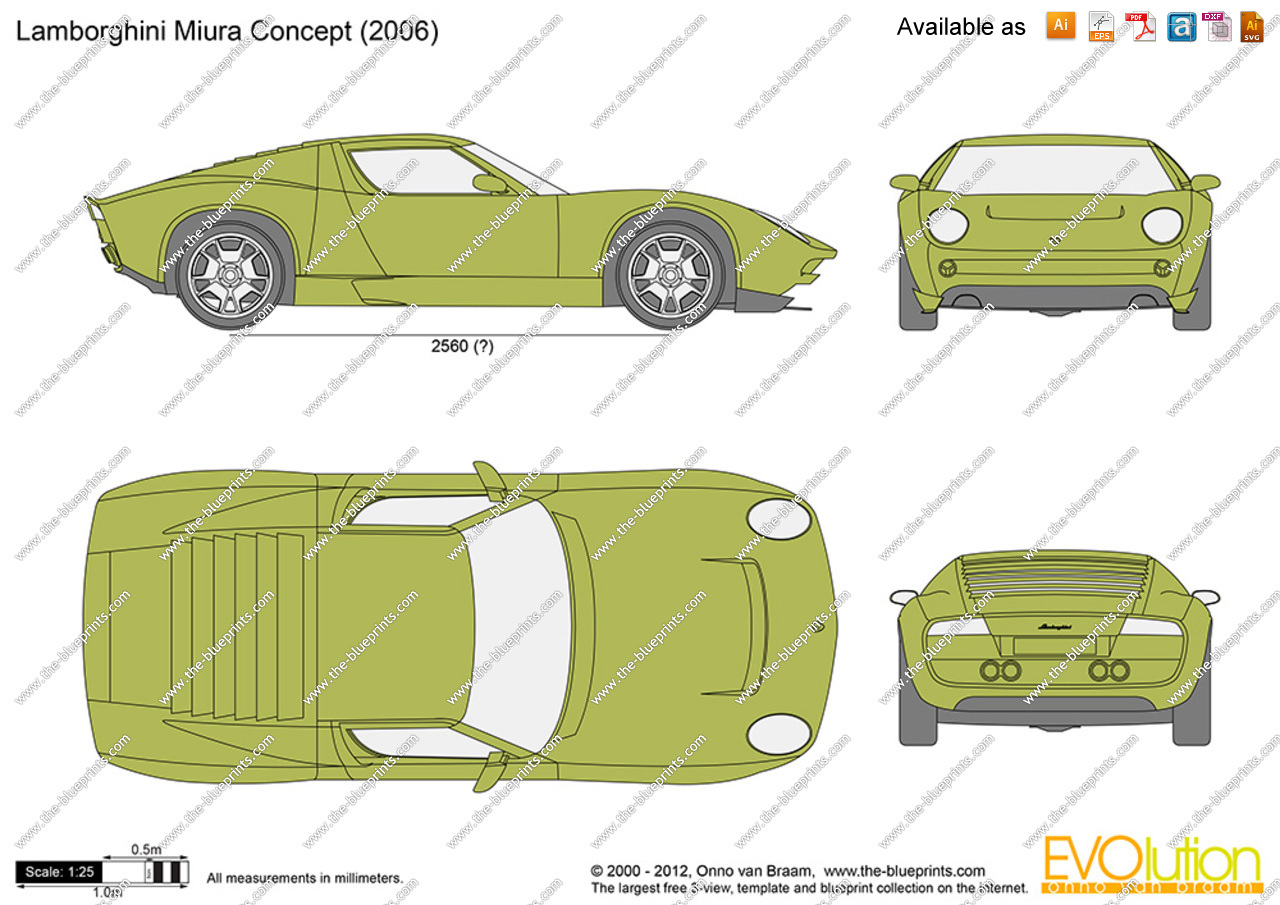 Lamborghini Miura Concept (2006)
Available as
Ai
EPS
PDF
a
DXF
Ai
SVG
2560 (?)
Lamborghini
0.5m
Scale: 1:25
1.0m
All measurements in millimeters.
© 2000 - 2012, Onno van Braam, www.the-blueprints.com
The largest free 3-view, template and blueprint collection on the internet.
EVOlution
onno van braam
www.the-blueprints.com